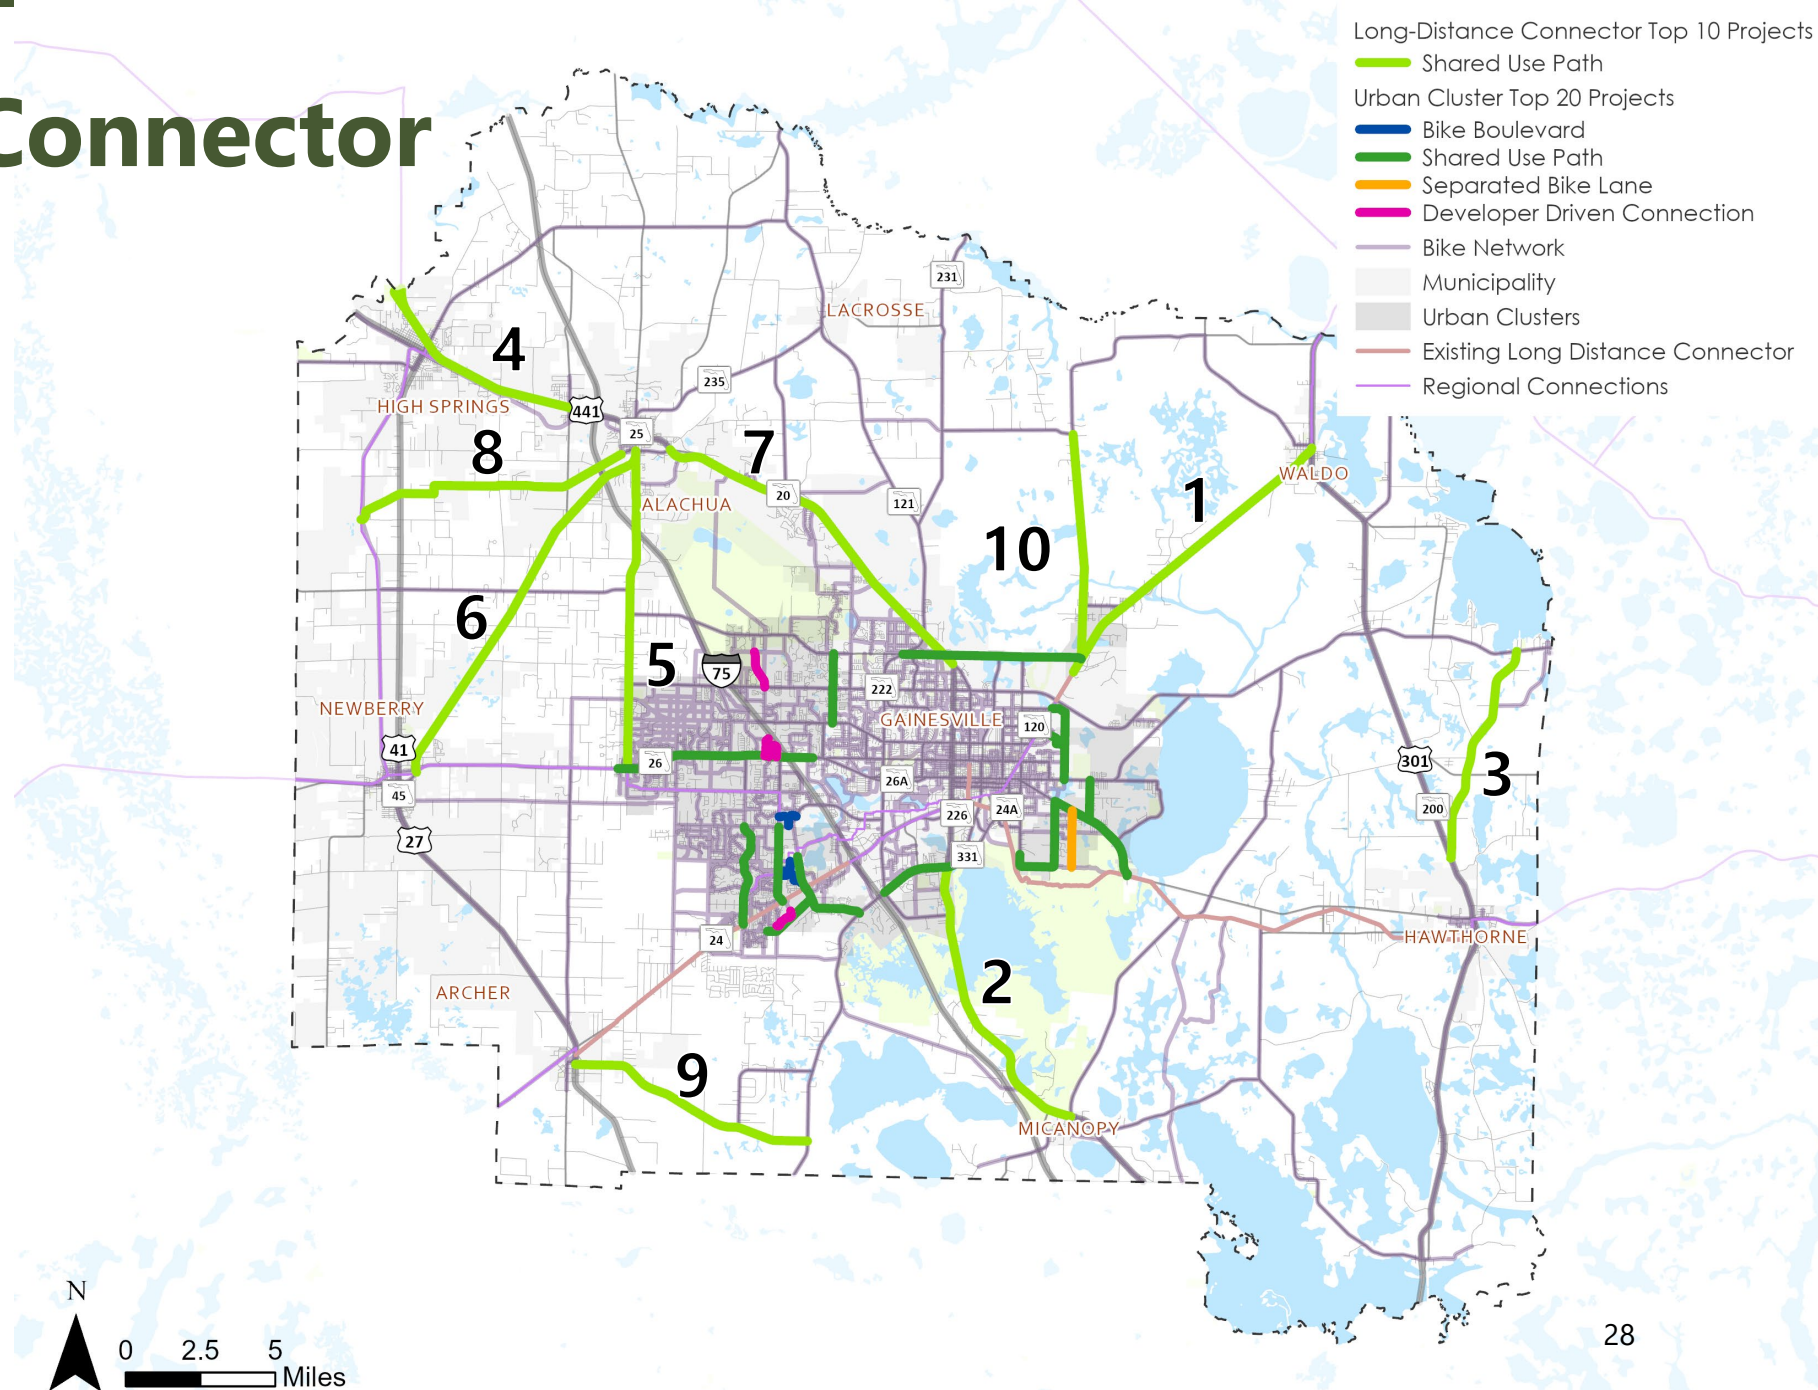 Connector
Long-Distance Connector Top 10 Projects
Shared Use Path
Urban Cluster Top 20 Projects
Bike Boulevard
Shared Use Path
Separated Bike Lane
Developer Driven Connection
Bike Network
Municipality
Urban Clusters
Existing Long Distance Connector
Regional Connections
231
LACROSSE
4
235
HIGH SPRINGS
441
25
8
7
WALDO
20
121
1
ALACHUA
10
6
5
75
222
NEWBERRY
GAINESVILLE
120
41
26
301
3
26A
45
200
226
24A
27
331
24
HAWTHORNE
2
ARCHER
9
MICANOPY
N
0
2.5
5
Miles
28